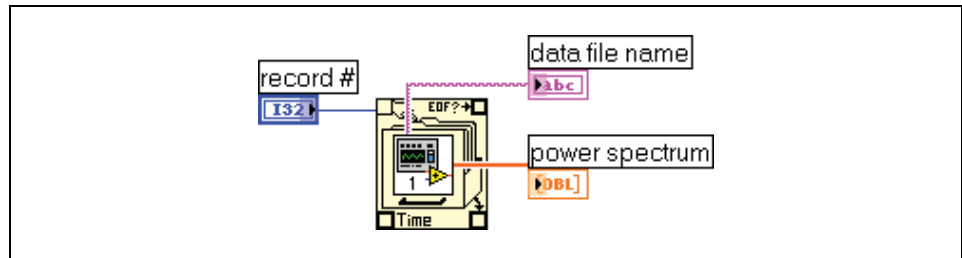 data file name
abc
record #
I32
EOF?
1
power spectrum
[DBL]
Time